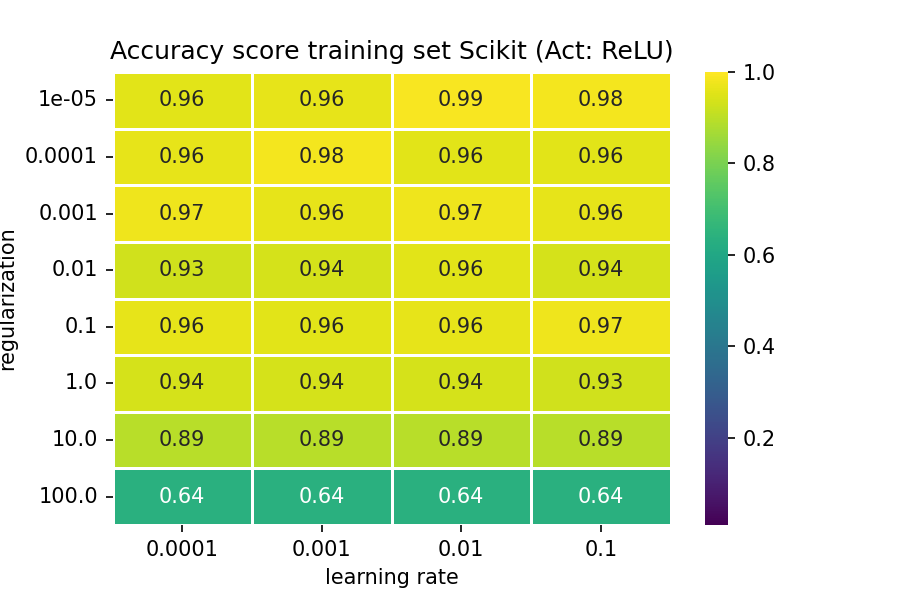 Accuracy score training set Scikit (Act: ReLU)
1e-05 0.96 0.96 0.99 0.98
0.0001 0.96 0.98 0.96 0.96
0.001 0.97 0.96 0.97 0.96
0.01 0.93 0.94 0.96 0.94
0.1 0.96 0.96 0.96 0.97
1.0 0.94 0.94 0.94 0.93
10.0 0.89 0.89 0.89 0.89
100.0 0.64 0.64 0.64 0.64
0.0001 0.001 0.01 0.1
learning rate
regularization
1.0
0.8
0.6
0.4
0.2